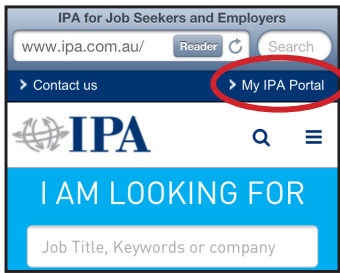 IPA for Job Seekers and Employers
www.ipa.com.au/ Reader Search
> Contact us > My IPA Portal
IPA
I AM LOOKING FOR
Job Title, Keywords or company